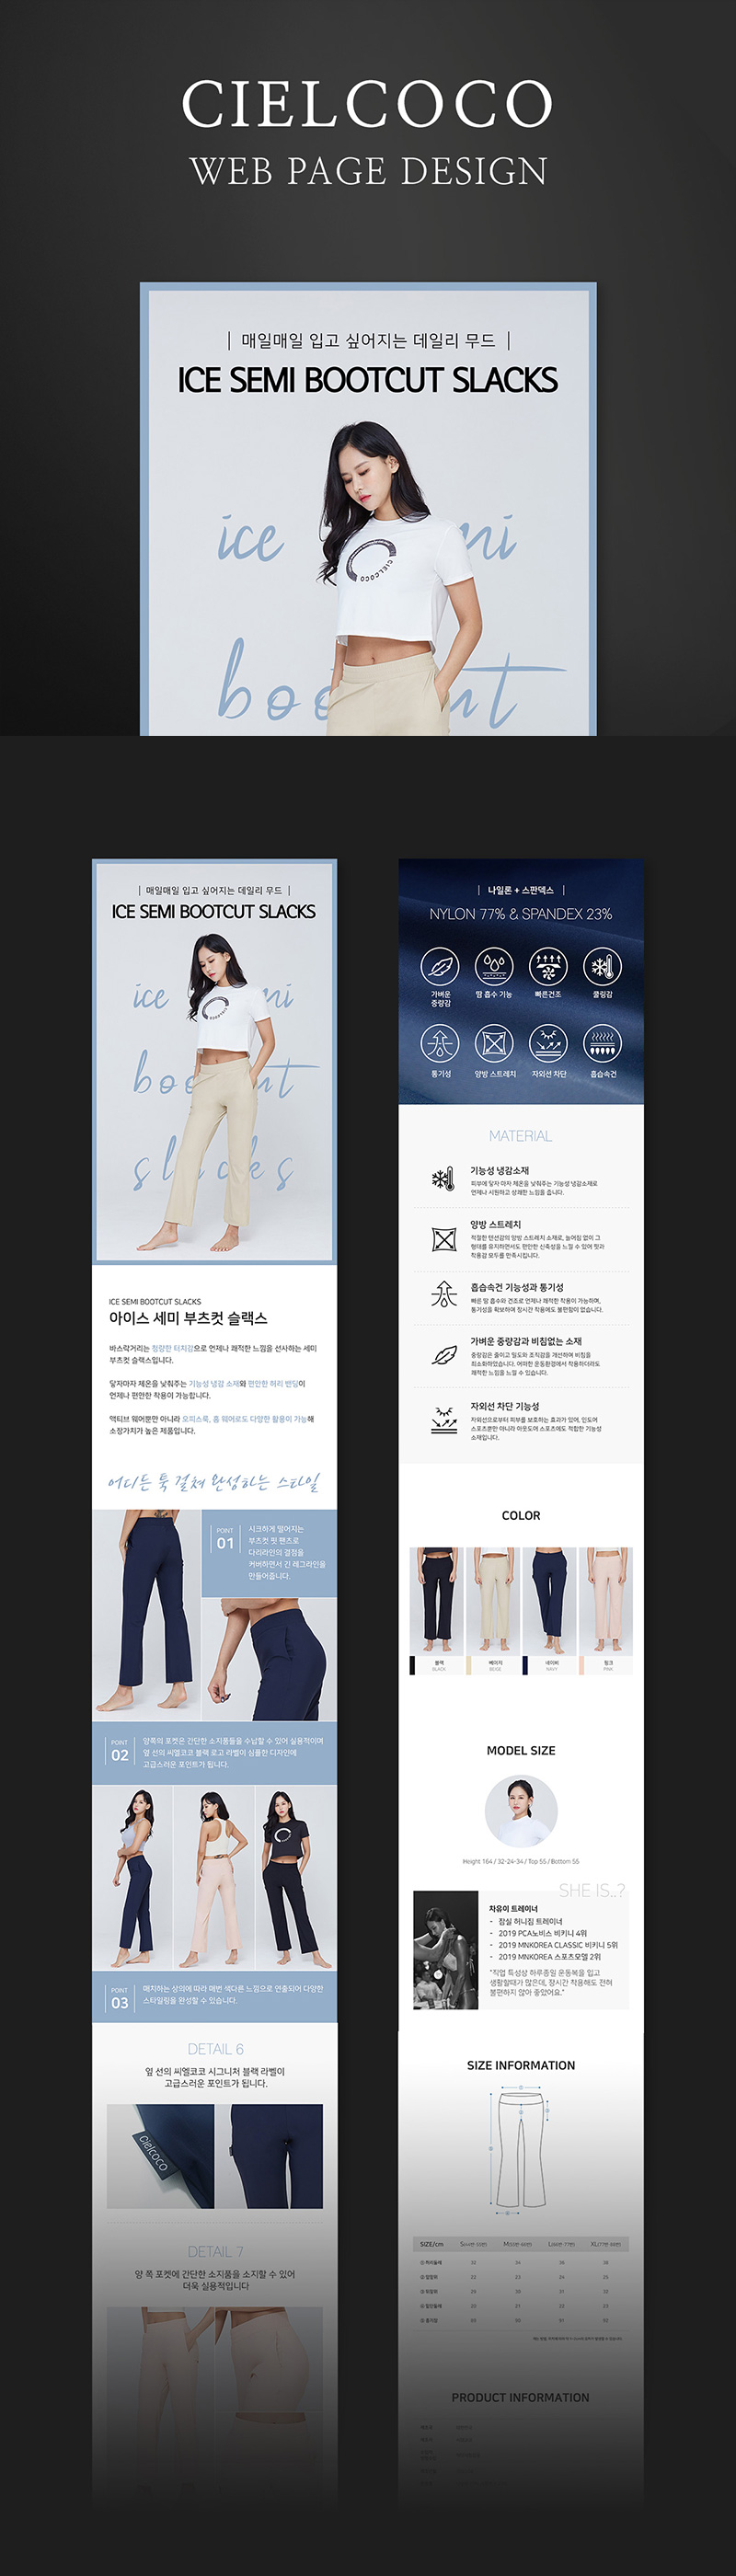 CIELCOCO
WEB PAGE DESIGN
매일매일 입고 싶어지는 데일리 무드
ICE SEMI BOOTCUT SLACKS
ice semi
bootcut
CIELCOCO
매일매일 입고 싶어지는 데일리 무드
ICE SEMI BOOTCUT SLACKS
ice semi
bootcut
slacks
ICE SEMI BOOTCUT SLACKS
아이스 세미 부츠컷 슬랙스
바스락거리는 청량한 터치감으로 언제나 쾌적한 느낌을 선사하는 세미
부츠컷 슬랙스입니다.
닿자마자 체온을 낮춰주는 기능성 냉감 소재와 편안한 허리 밴딩이
언제나 편안한 착용이 가능합니다.
액티브 웨어뿐만 아니라 오피스룩, 홈 웨어로도 다양한 활용이 가능해
소장가치가 높은 제품입니다.
어디든 툭 걸쳐 완성하는 스타일
POINT
01
시크하게 떨어지는
부츠컷 핏 팬츠로
다리라인의 결점을
커버하면서 긴 레그라인을
만들어줍니다.
POINT
02
양쪽의 포켓은 간단한 소지품들을 수납할 수 있어 실용적이며
옆 선의 씨엘코코 블랙 로고 라벨이 심플한 디자인에
고급스러운 포인트가 됩니다.
POINT
03
매치하는 상의에 따라 매번 색다른 느낌으로 연출되어 다양한
스타일링을 완성할 수 있습니다.
DETAIL 6
옆 선의 씨엘코코 시그니처 블랙 라벨이
고급스러운 포인트가 됩니다.
cielcoco
DETAIL 7
양 쪽 포켓에 간단한 소지품을 소지할 수 있어
더욱 실용적입니다
나일론 + 스판덱스
NYLON 77% & SPANDEX 23%
가벼운
중량감
땀 흡수 기능
빠른건조
쿨링감
통기성
양방 스트레치
자외선 차단
흡습속건
MATERIAL
기능성 냉감소재
피부에 닿자 마자 체온을 낮춰주는 기능성 냉감소재로
언제나 시원하고 상쾌한 느낌을 줍니다.
양방 스트레치
적절한 텐션감의 양방 스트레치 소재로, 늘어짐 없이 그
형태를 유지하면서도 편안한 신축성을 느낄 수 있어 핏과
착용감 모두를 만족시킵니다.
흡습속건 기능성과 통기성
빠른 땀 흡수와 건조로 언제나 쾌적한 착용이 가능하며,
통기성을 확보하여 장시간 착용에도 불편함이 없습니다.
가벼운 중량감과 비침없는 소재
중량감은 줄이고 밀도와 조직감을 개선하여 비침을
최소화하였습니다. 어떠한 운동환경에서 착용하더라도
쾌적한 느낌을 느낄 수 있습니다.
자외선 차단 기능성
자외선으로부터 피부를 보호하는 효과가 있어, 인도어
스포츠뿐만 아니라 아웃도어 스포츠에도 적합한 기능성
소재입니다.
COLOR
블랙
BLACK
베이지
BEIGE
네이비
NAVY
핑크
PINK
MODEL SIZE
Height 164 / 32-24-34 / Top 55 / Bottom 55
SHE IS..?
차유이 트레이너
- 잠실 허니짐 트레이너
- 2019 PCA노비스 비키니 4위
- 2019 MNKOREA CLASSIC 비키니 5위
- 2019 MNKOREA 스포츠모델 2위
"직업 특성상 하루종일 운동복을 입고
생활할때가 많은데, 장시간 착용해도 전혀
불편하지 않아 좋았어요."
SIZE INFORMATION
SIZE/cm
PRODUCT INFORMATION